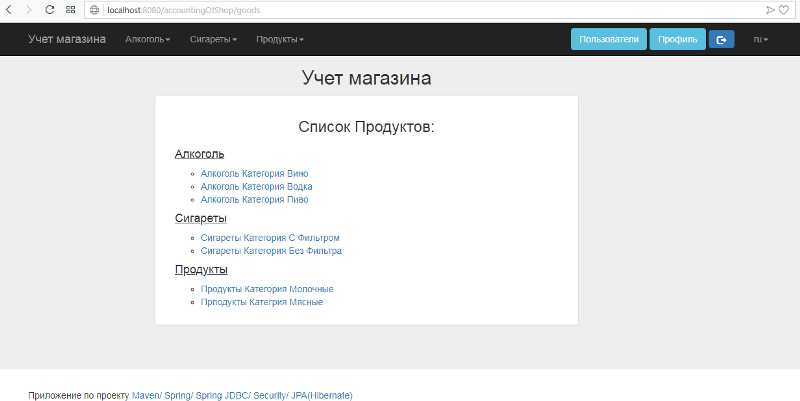 localhost:8080/accountingOfShop/goods
Учет магазина Алкоголь Сигареты Продукты Пользователи Профиль ru
Учет магазина
Список Продуктов:
Алкоголь
Алкоголь Категория Вино
Алкоголь Категория Водка
Алкоголь Категория Пиво
Сигареты
Сигареты Категория С Фильтром
Сигареты Категория Без Фильтра
Продукты
Продукты Категория Молочные
Прподукты Категрия Мясные
Приложение по проекту Maven/ Spring/ Spring JDBC/ Security/ JPA(Hibernate)